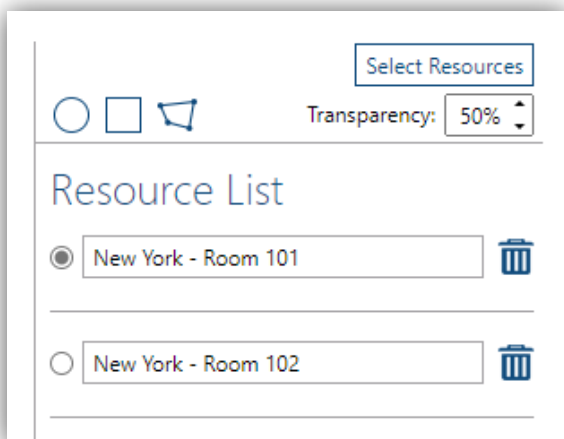 Select Resources
Transparency: 50%
Resource List
New York - Room 101
New York - Room 102